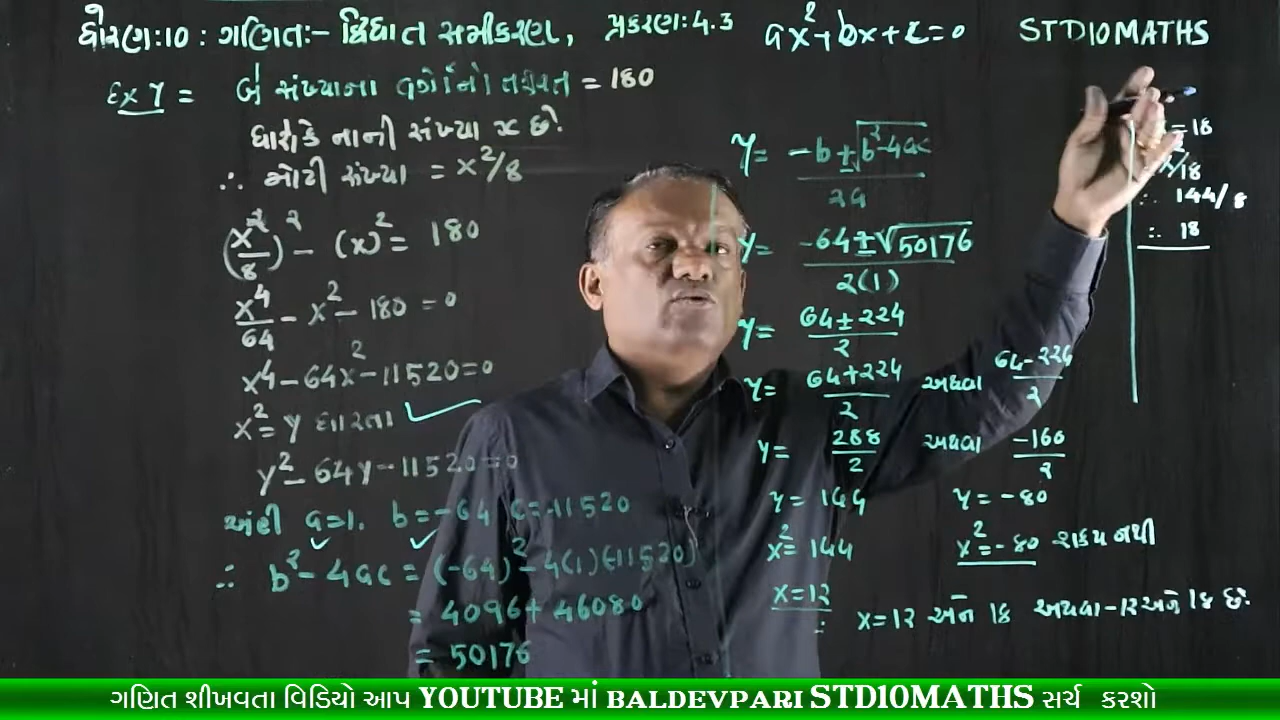 ધોરણ:10 : ગણિત:- દ્વિઘાત સમીકરણ, પ્રકરણ:4.3
ax²+bx+c=0
STD10MATHS
Ex 7 = બે સંખ્યાના વર્ગોનો તફાવત = 180
ધારોકે નાની સંખ્યા x છે.
∴ મોટી સંખ્યા = x²/8
(x²/8)² - (x)² = 180
x⁴/64 - x² - 180 = 0
x⁴ - 64x² - 11520 = 0
x² = y ધારતા ✓
y² - 64y - 11520 = 0
અહીં a=1. b=-64 c=-11520
∴ b² - 4ac = (-64)² - 4(1)(-11520)
= 4096 + 46080
= 50176
y = -b ± √b²-4ac / 2a
y = -64 ± √50176 / 2(1)
y = 64 ± 224 / 2
y = 64+224 / 2 અથવા 64-224 / 2
y = 288/2 અથવા -160/2
y = 144 y = -80
x² = 144 x² = -80 શક્ય નથી
x = 12
∴ x = 12 અને 18 અથવા -12 અને 18 છે.
= 18
∴ 144/8
∴ 18
ગણિત શીખવતા વિડિયો આપ YOUTUBE માં BALDEVPARI STD10MATHS સર્ચ કરશો